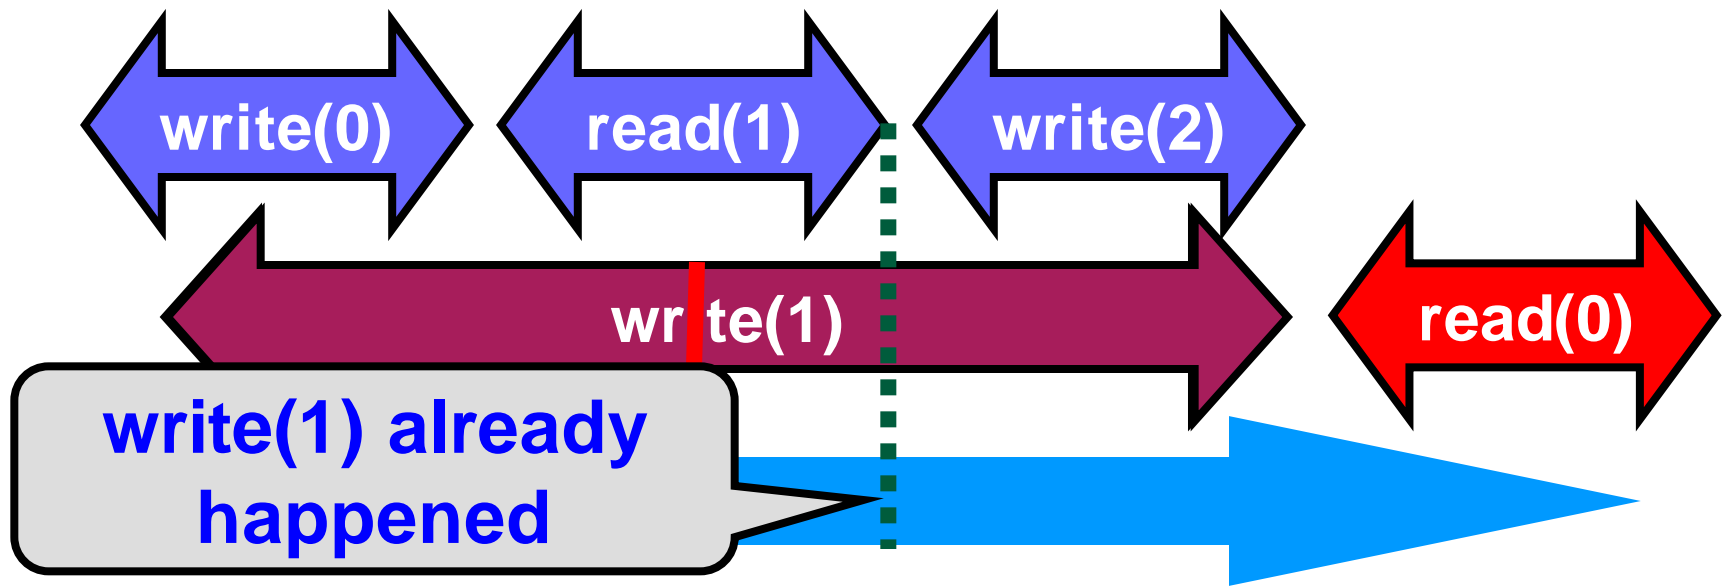 write(0) read(1) write(2)
write(1) read(0)
write(1) already
happened